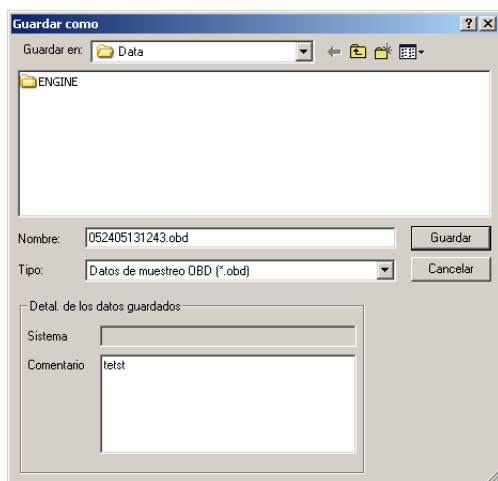 Guardar como
Guardar en: Data
ENGINE
Nombre: 052405131243.obd Guardar
Tipo: Datos de muestreo OBD (*.obd) Cancelar
Detal. de los datos guardados
Sistema
Comentario tetst